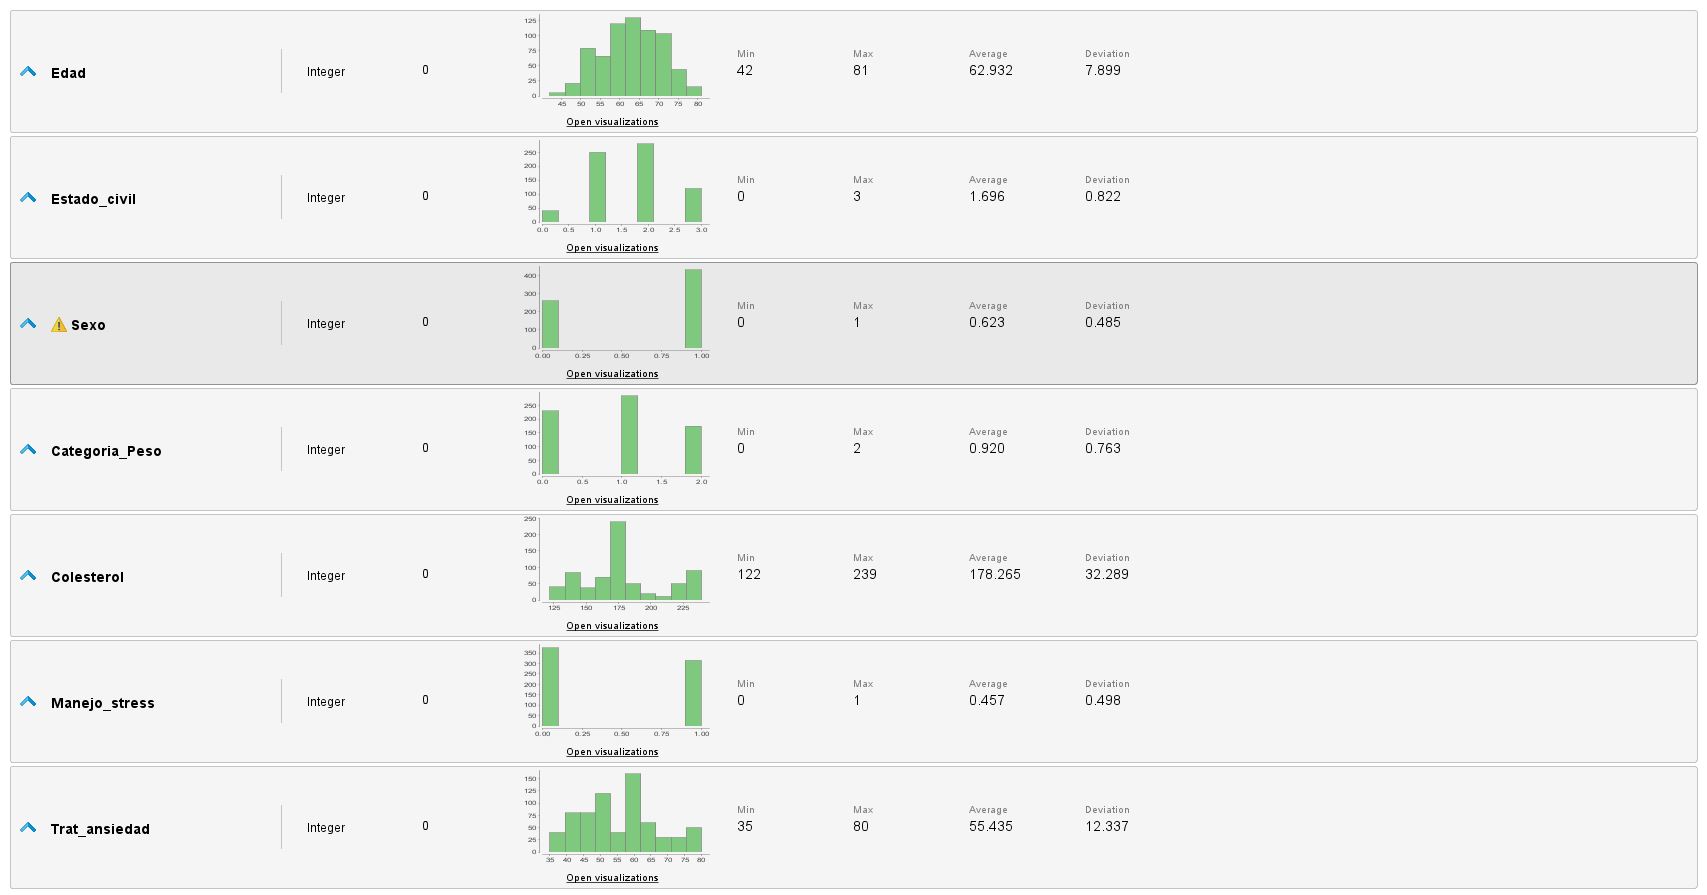 Edad Integer 0
125
100
75
50
25
0
45 50 55 60 65 70 75 80
Open visualizations
Min Max Average Deviation
42 81 62.932 7.899
Estado_civil Integer 0
250
200
150
100
50
0
0.0 0.5 1.0 1.5 2.0 2.5 3.0
Open visualizations
Min Max Average Deviation
0 3 1.696 0.822
Sexo Integer 0
400
300
200
100
0
0.00 0.25 0.50 0.75 1.00
Open visualizations
Min Max Average Deviation
0 1 0.623 0.485
Categoria_Peso Integer 0
250
200
150
100
50
0
0.0 0.5 1.0 1.5 2.0
Open visualizations
Min Max Average Deviation
0 2 0.920 0.763
Colesterol Integer 0
250
200
150
100
50
0
125 150 175 200 225
Open visualizations
Min Max Average Deviation
122 239 178.265 32.289
Manejo_stress Integer 0
350
300
250
200
150
100
50
0
0.00 0.25 0.50 0.75 1.00
Open visualizations
Min Max Average Deviation
0 1 0.457 0.498
Trat_ansiedad Integer 0
150
125
100
75
50
25
0
35 40 45 50 55 60 65 70 75 80
Open visualizations
Min Max Average Deviation
35 80 55.435 12.337